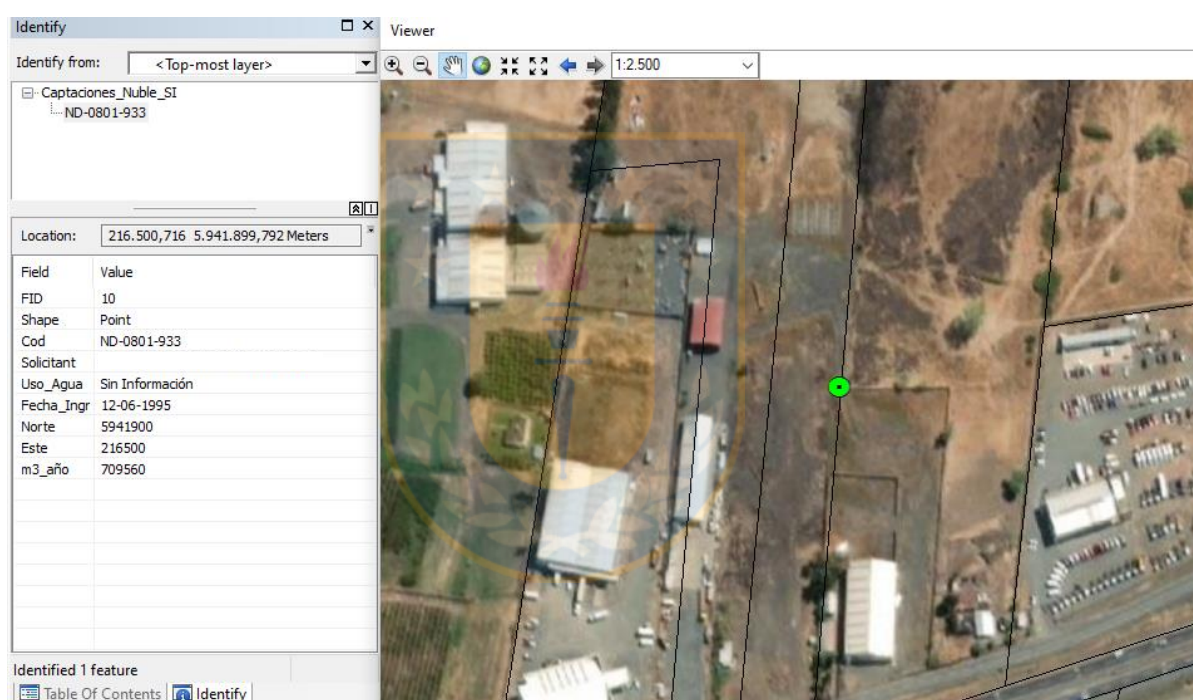 Identify
Viewer
Identify from:
<Top-most layer>
1:2.500
Captaciones_Nuble_SI
ND-0801-933
Location:
216.500,716 5.941.899,792 Meters
Field Value
FID 10
Shape Point
Cod ND-0801-933
Solicitant
Uso_Agua Sin Información
Fecha_Ingr 12-06-1995
Norte 5941900
Este 216500
m3_año 709560
Identified 1 feature
Table Of Contents Identify